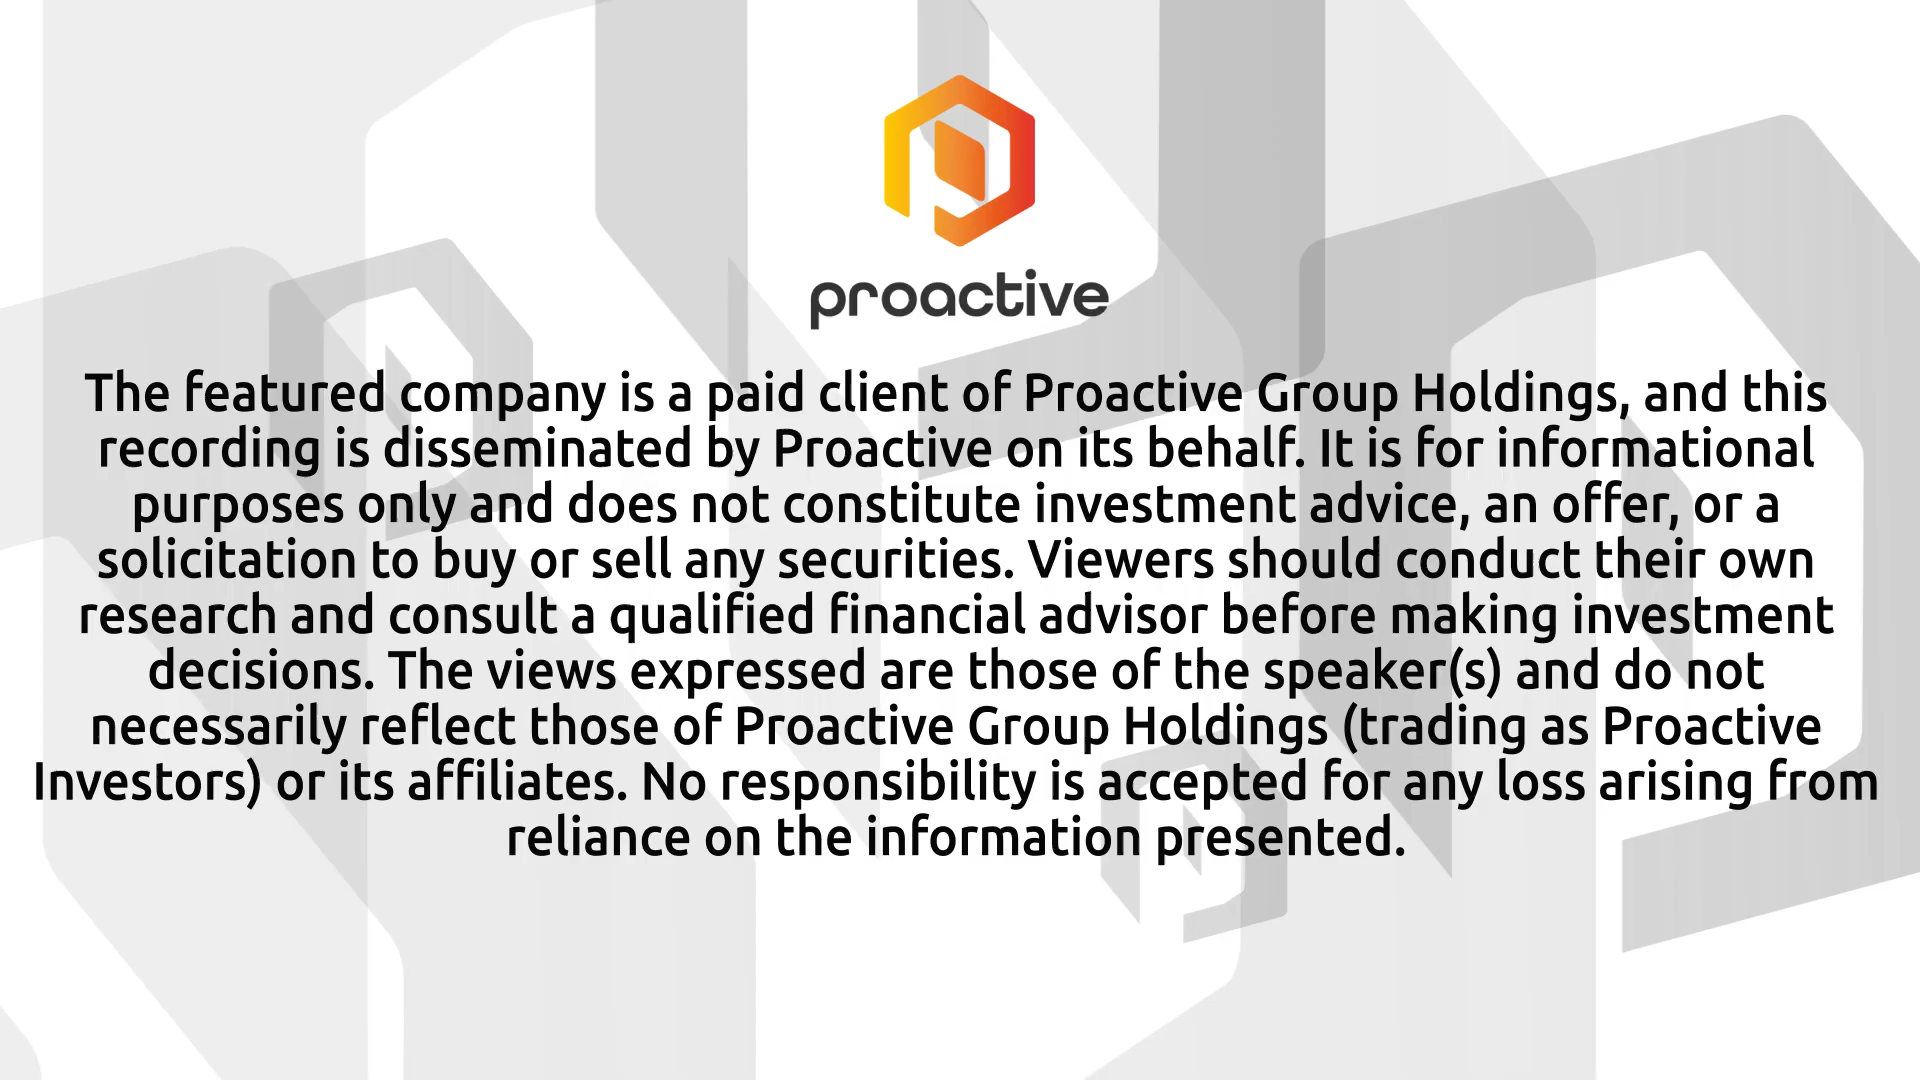 proactive
The featured company is a paid client of Proactive Group Holdings, and this
recording is disseminated by Proactive on its behalf. It is for informational
purposes only and does not constitute investment advice, an offer, or a
solicitation to buy or sell any securities. Viewers should conduct their own
research and consult a qualified financial advisor before making investment
decisions. The views expressed are those of the speaker(s) and do not
necessarily reflect those of Proactive Group Holdings (trading as Proactive
Investors) or its affiliates. No responsibility is accepted for any loss arising from
reliance on the information presented.